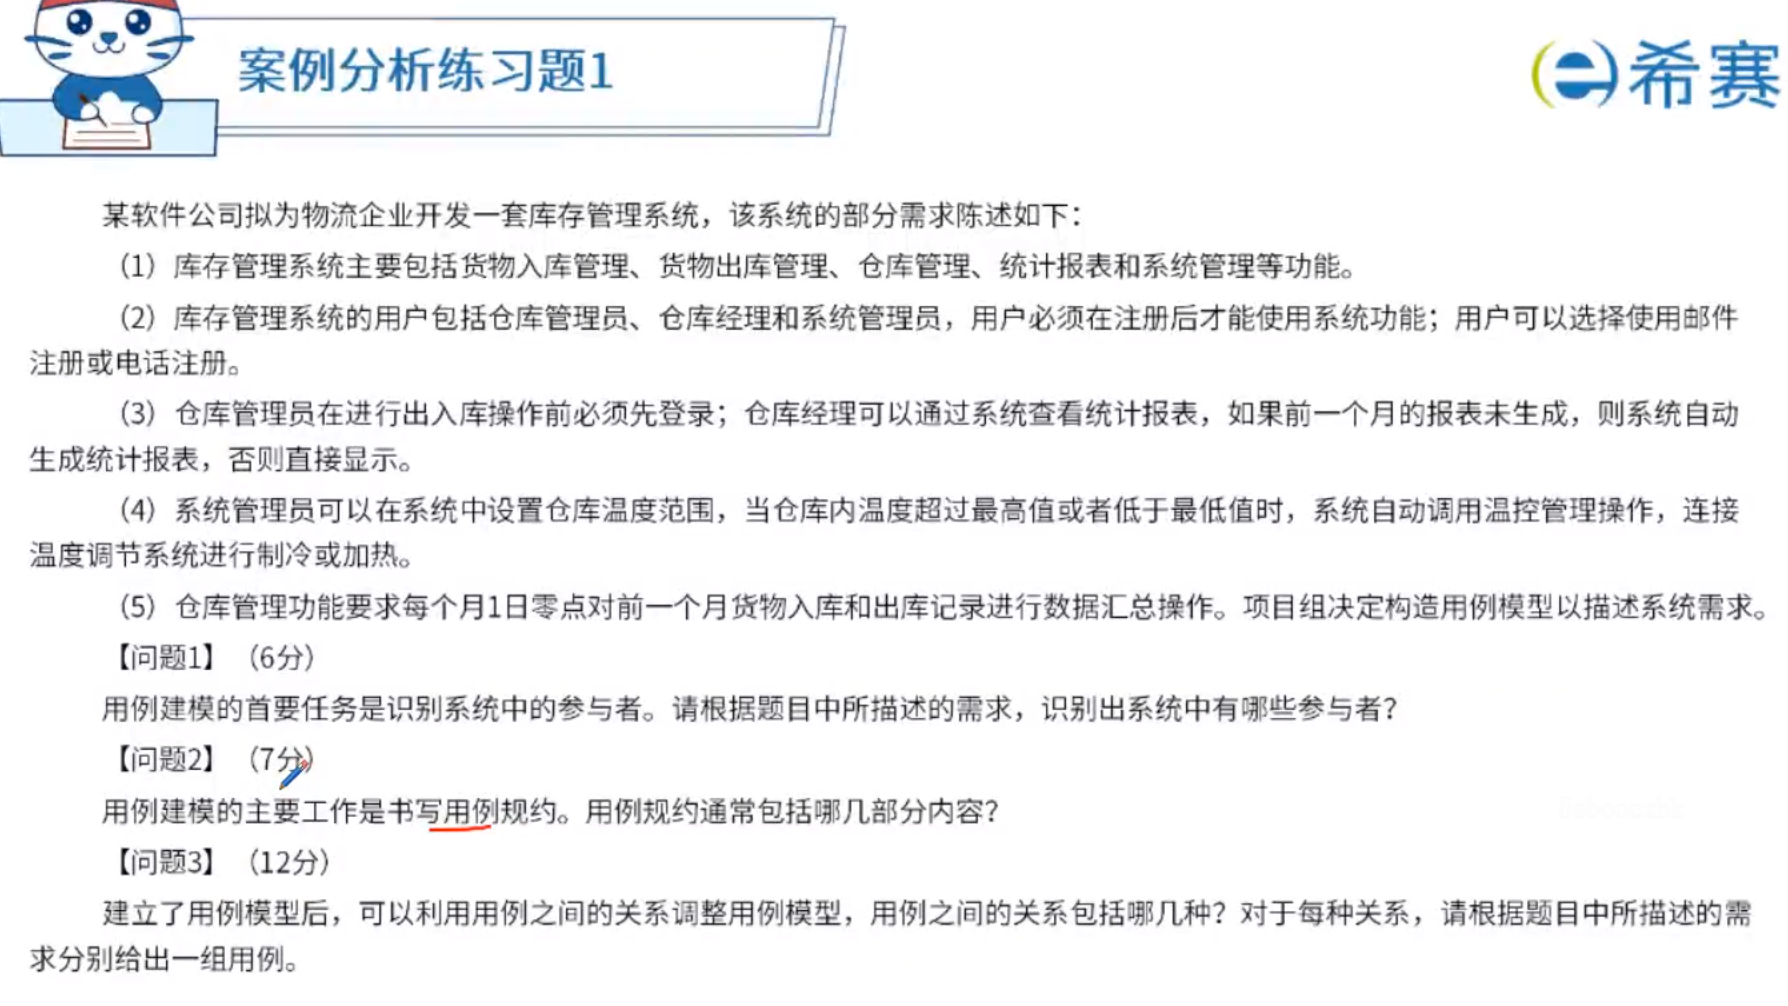 案例分析练习题1
希赛
某软件公司拟为物流企业开发一套库存管理系统，该系统的部分需求陈述如下：
（1）库存管理系统主要包括货物入库管理、货物出库管理、仓库管理、统计报表和系统管理等功能。
（2）库存管理系统的用户包括仓库管理员、仓库经理和系统管理员，用户必须在注册后才能使用系统功能；用户可以选择使用邮件
注册或电话注册。
（3）仓库管理员在进行出入库操作前必须先登录；仓库经理可以通过系统查看统计报表，如果前一个月的报表未生成，则系统自动
生成统计报表，否则直接显示。
（4）系统管理员可以在系统中设置仓库温度范围，当仓库内温度超过最高值或者低于最低值时，系统自动调用温控管理操作，连接
温度调节系统进行制冷或加热。
（5）仓库管理功能要求每个月1日零点对前一个月货物入库和出库记录进行数据汇总操作。项目组决定构造用例模型以描述系统需求。
【问题1】（6分）
用例建模的首要任务是识别系统中的参与者。请根据题目中所描述的需求，识别出系统中有哪些参与者？
【问题2】（7分）
用例建模的主要工作是书写用例规约。用例规约通常包括哪几部分内容？
【问题3】（12分）
建立了用例模型后，可以利用用例之间的关系调整用例模型，用例之间的关系包括哪几种？对于每种关系，请根据题目中所描述的需
求分别给出一组用例。